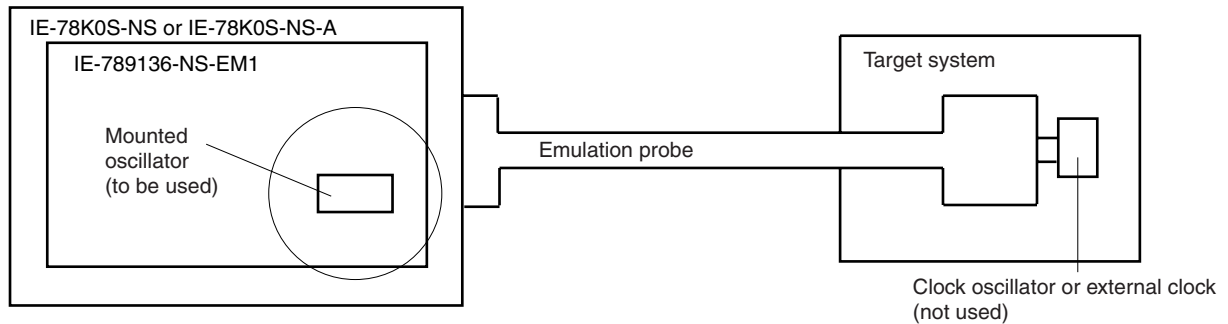 IE-78K0S-NS or IE-78K0S-NS-A
IE-789136-NS-EM1
Mounted
oscillator
(to be used)
Emulation probe
Target system
Clock oscillator or external clock
(not used)